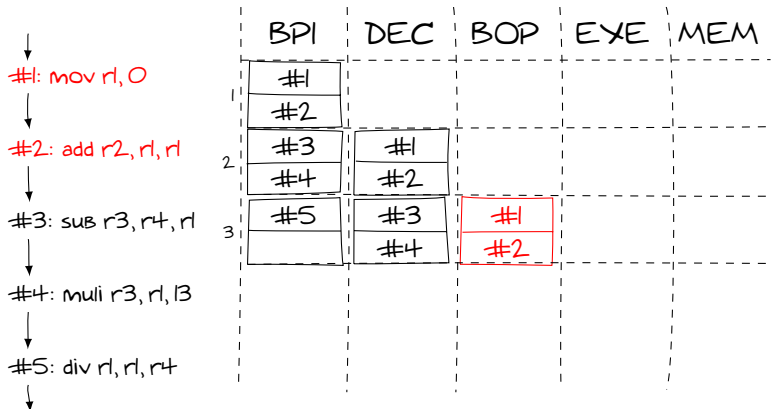 BPI DEC BOP EXE MEM
#1: mov r1, 0
#2: add r2, r1, r1
#3: sub r3, r4, r1
#4: muli r3, r1, 13
#5: div r1, r1, r4
1
#1
#2
2
#3 #1
#4 #2
3
#5 #3 #1
#4 #2